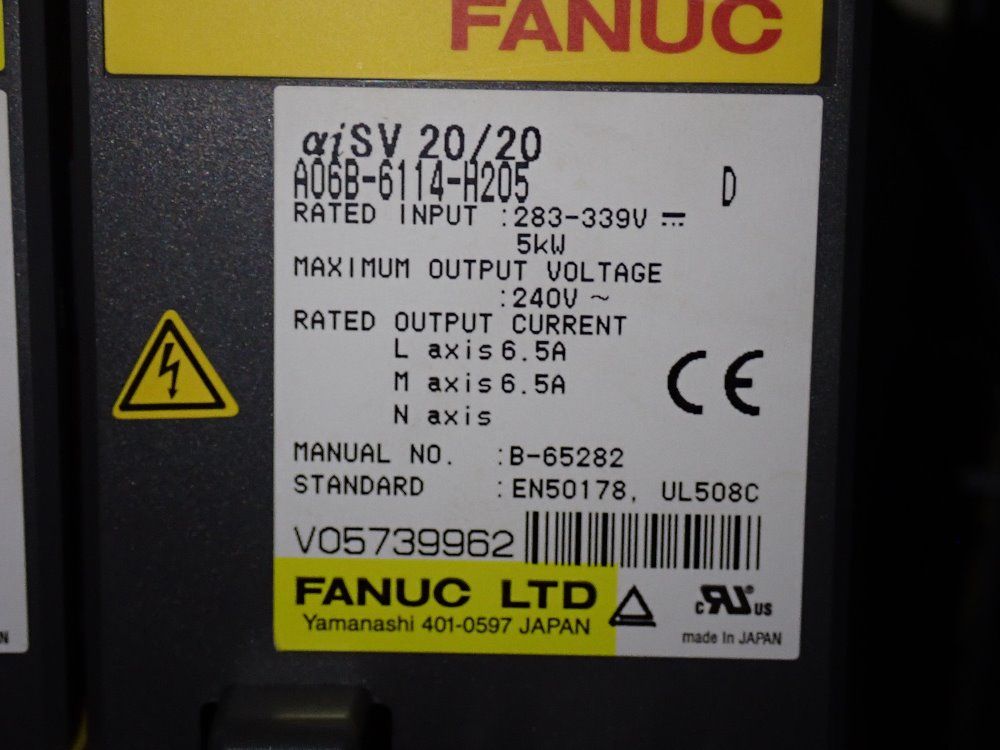 FANUC
αiSV 20/20
A06B-6114-H205 D
RATED INPUT :283-339V ⎓
5kW
MAXIMUM OUTPUT VOLTAGE
:240V ~
RATED OUTPUT CURRENT
L axis 6.5A
M axis 6.5A
N axis
CE
MANUAL NO. :B-65282
STANDARD :EN50178, UL508C
V05739962
FANUC LTD
Yamanashi 401-0597 JAPAN
c RU US
made In JAPAN
N